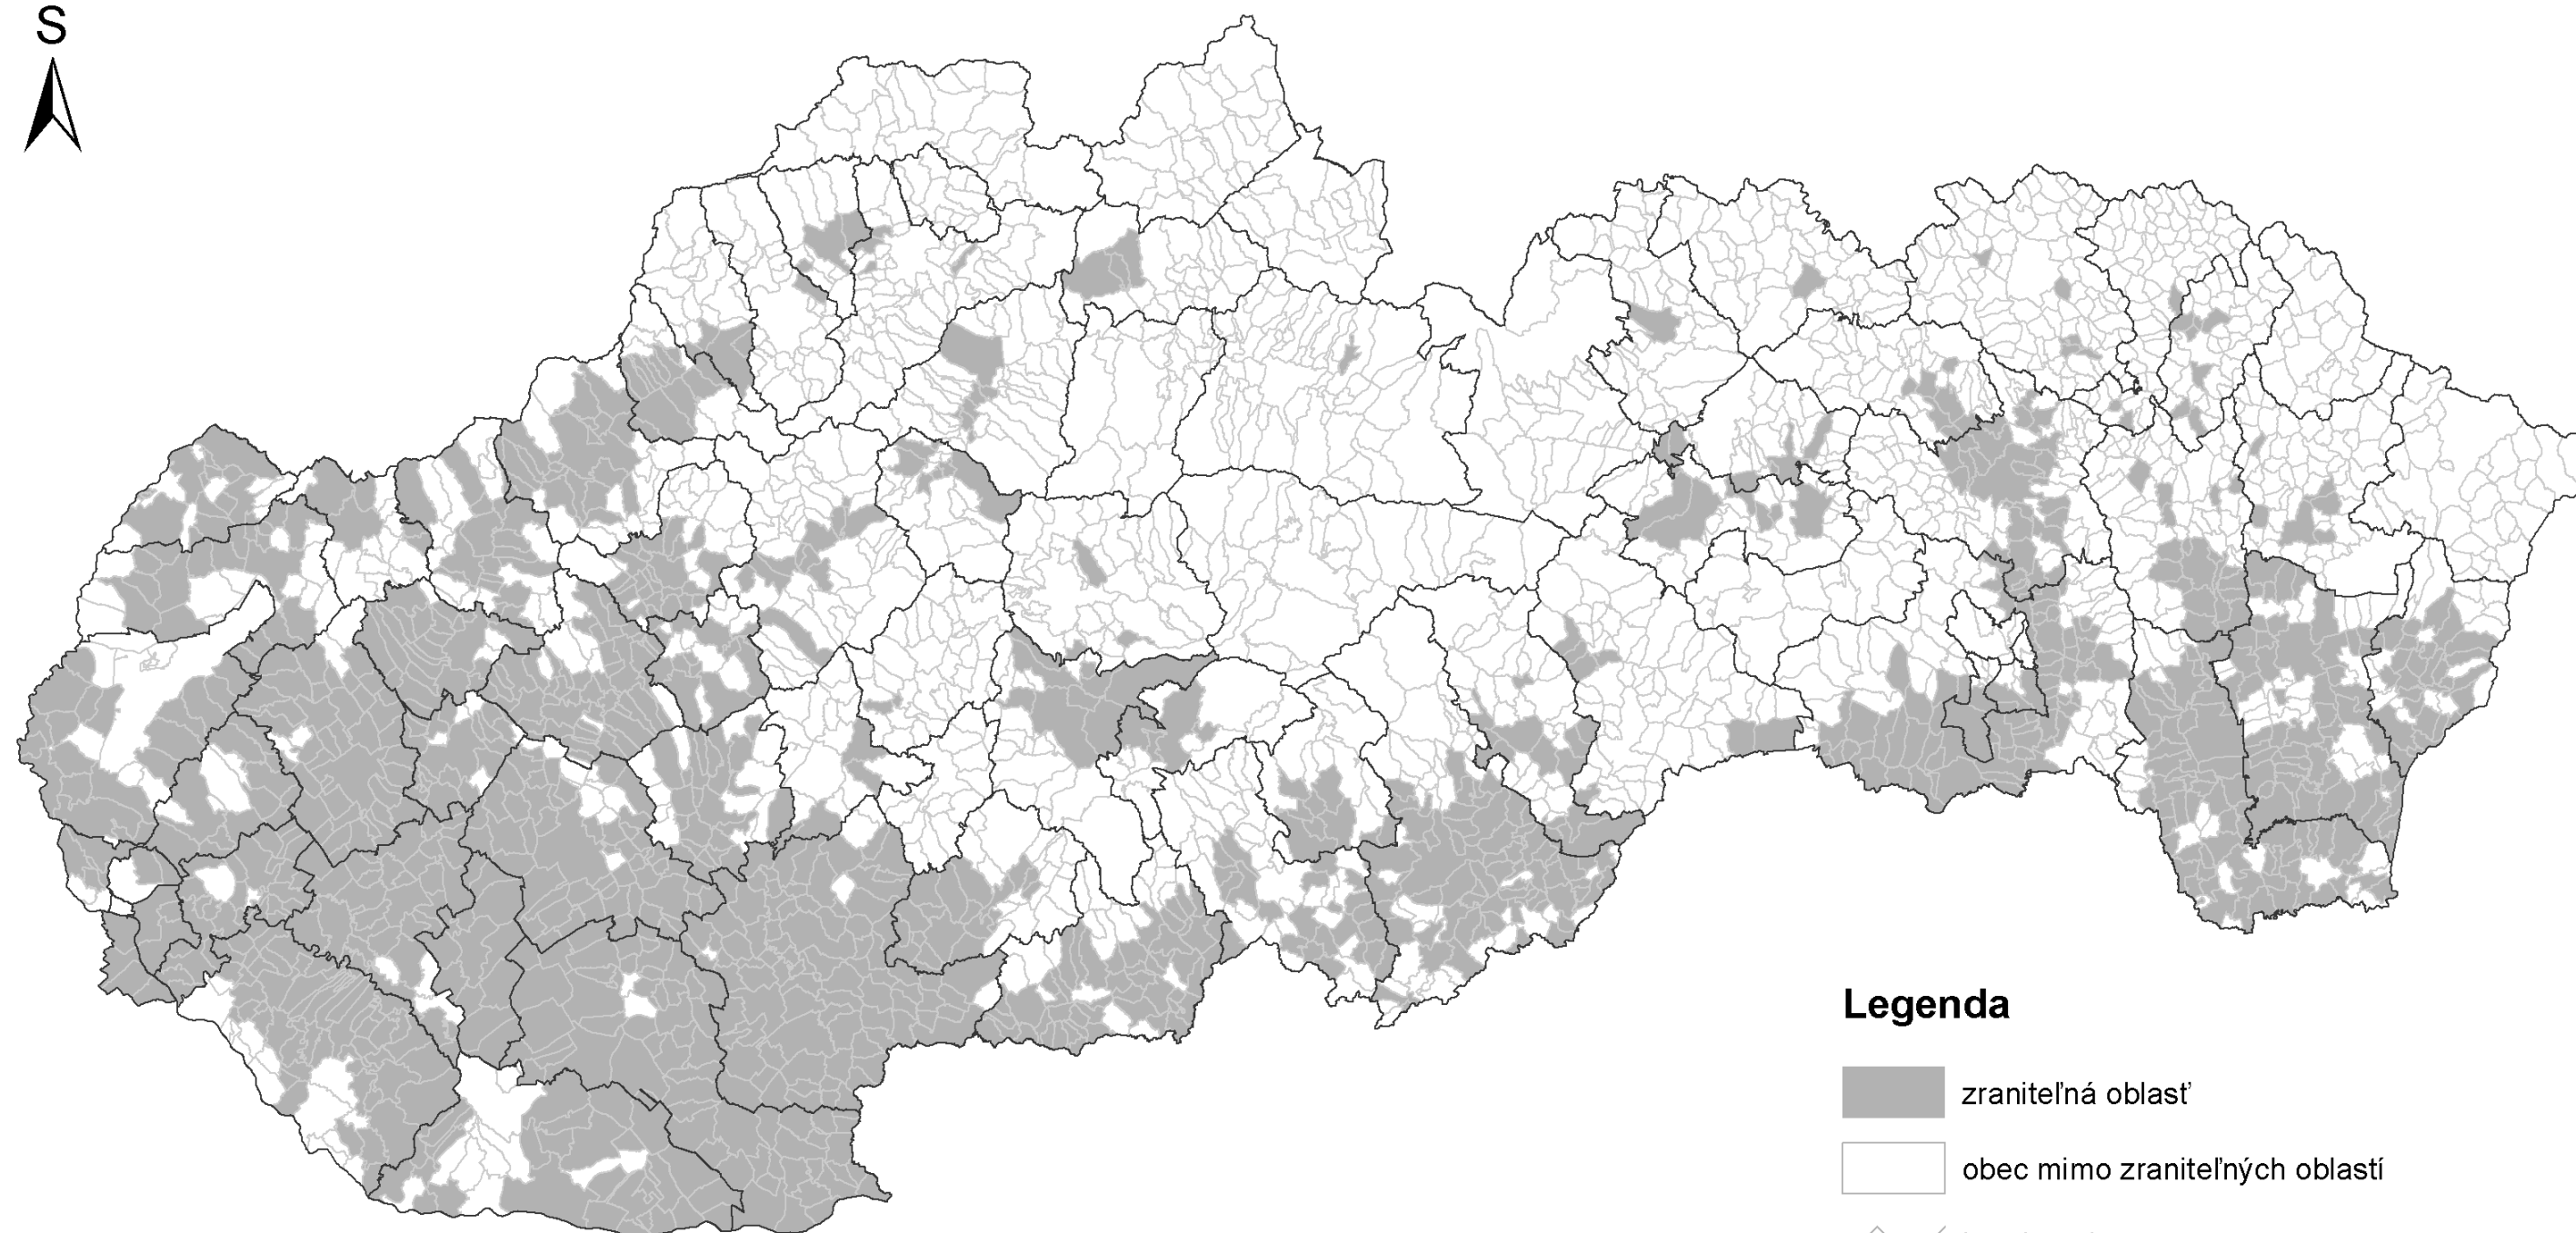 S
Legenda
zraniteľná oblasť
obec mimo zraniteľných oblastí